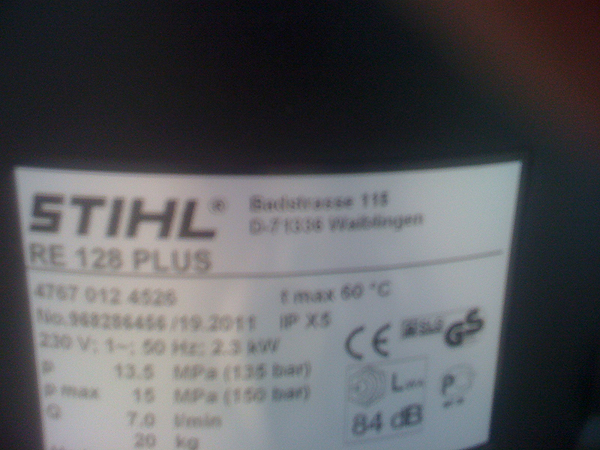 STIHL®
Badstrasse 115
D-71336 Waiblingen
RE 128 PLUS
4767 012 4526
t max 60 °C
No.968286456 /19.2011 IP X5
230 V; 1~; 50 Hz; 2.3 kW
CE
GS
p 13.5 MPa (135 bar)
p max 15 MPa (150 bar)
Q 7.0 l/min
20 kg
84 dB